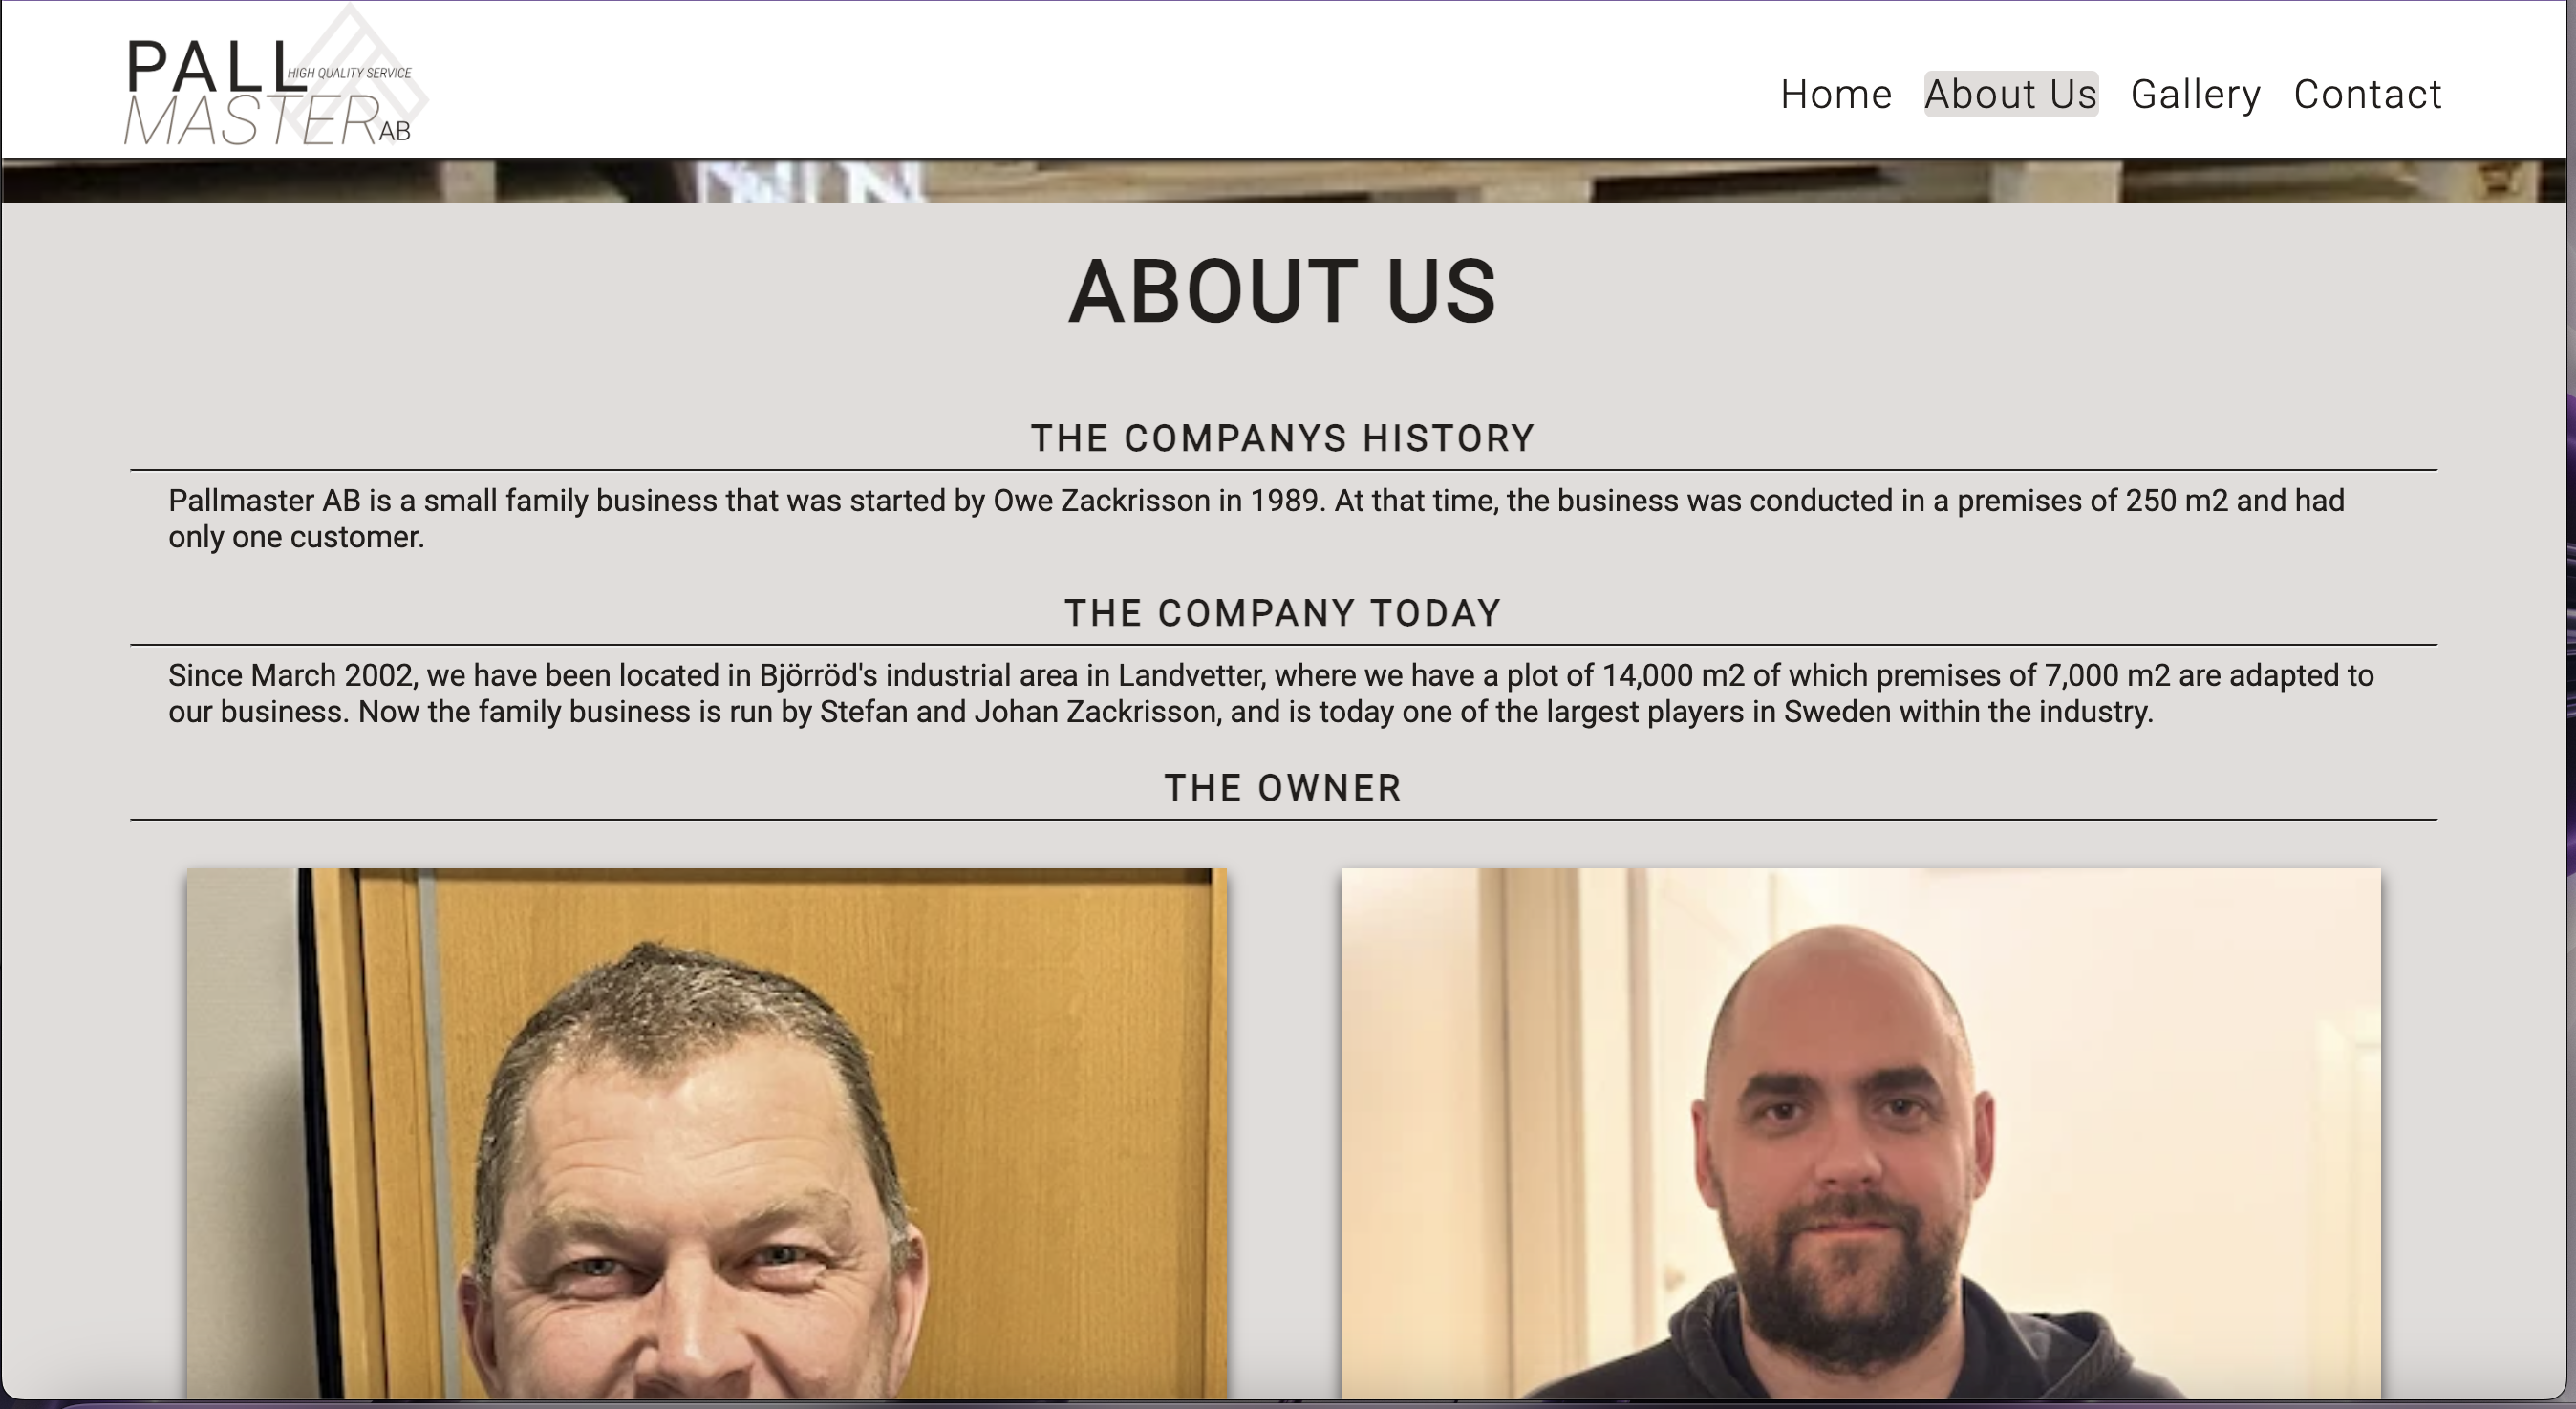 PALL
HIGH QUALITY SERVICE
MASTER AB
Home About Us Gallery Contact
ABOUT US
THE COMPANYS HISTORY
Pallmaster AB is a small family business that was started by Owe Zackrisson in 1989. At that time, the business was conducted in a premises of 250 m2 and had
only one customer.
THE COMPANY TODAY
Since March 2002, we have been located in Björröd's industrial area in Landvetter, where we have a plot of 14,000 m2 of which premises of 7,000 m2 are adapted to
our business. Now the family business is run by Stefan and Johan Zackrisson, and is today one of the largest players in Sweden within the industry.
THE OWNER